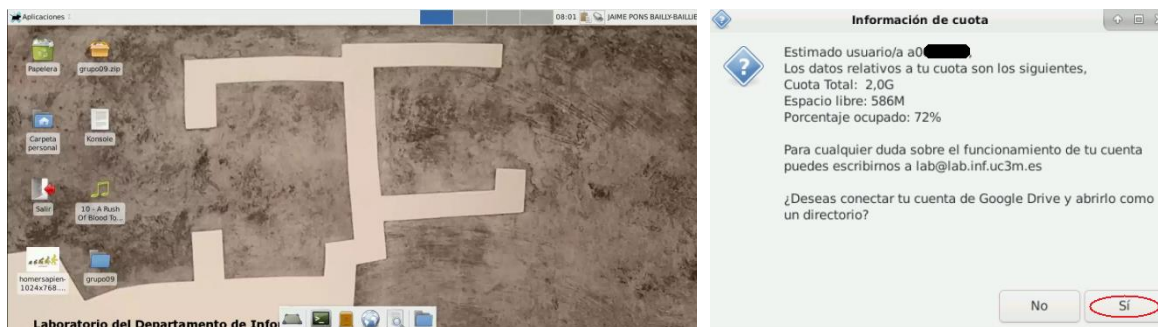 Aplicaciones
08:01
JAIME PONS BAILLY-BAILLIE
Papelera
grupo09.zip
Carpeta
personal
Konsole
Salir
10 - A Rush
Of Blood To...
homersapien-
1024x768....
grupo09
Laboratorio del Departamento de Infor
Información de cuota
Estimado usuario/a a0
Los datos relativos a tu cuota son los siguientes,
Cuota Total: 2,0G
Espacio libre: 586M
Porcentaje ocupado: 72%
Para cualquier duda sobre el funcionamiento de tu cuenta
puedes escribirnos a lab@lab.inf.uc3m.es
¿Deseas conectar tu cuenta de Google Drive y abrirlo como
un directorio?
No
Sí